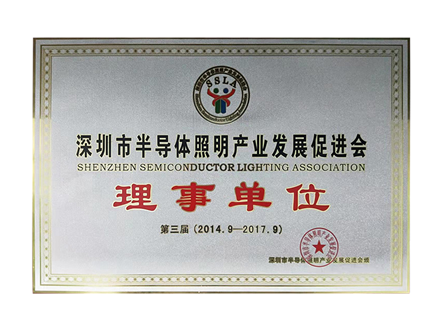 SSLA
深圳市半导体照明产业发展促进会
SHENZHEN SEMICONDUCTOR LIGHTING ASSOCIATION
理事单位
第三届(2014.9-2017.9)
深圳市半导体照明产业发展促进会颁